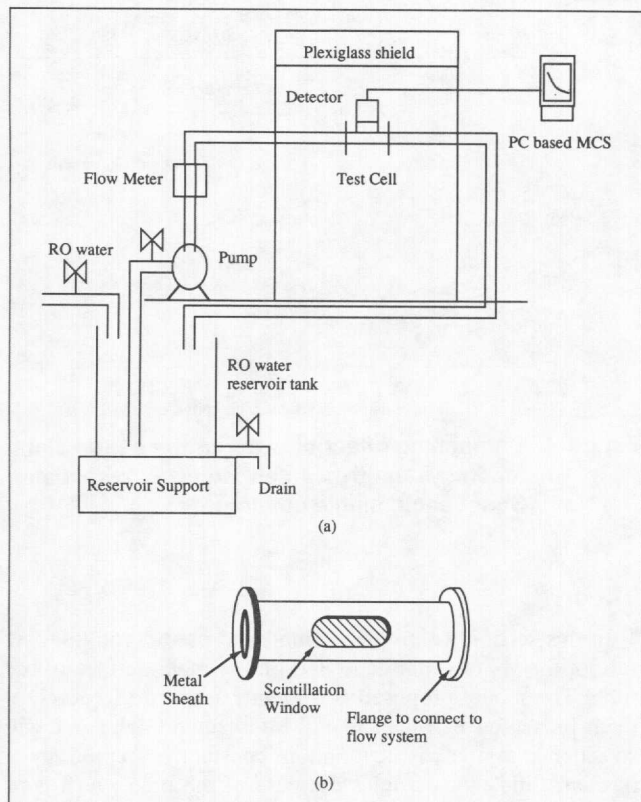 Plexiglass shield
Detector
PC based MCS
Flow Meter
Test Cell
RO water
Pump
RO water
reservoir tank
Reservoir Support
Drain
(a)
Metal
Sheath
Scintillation
Window
Flange to connect to
flow system
(b)